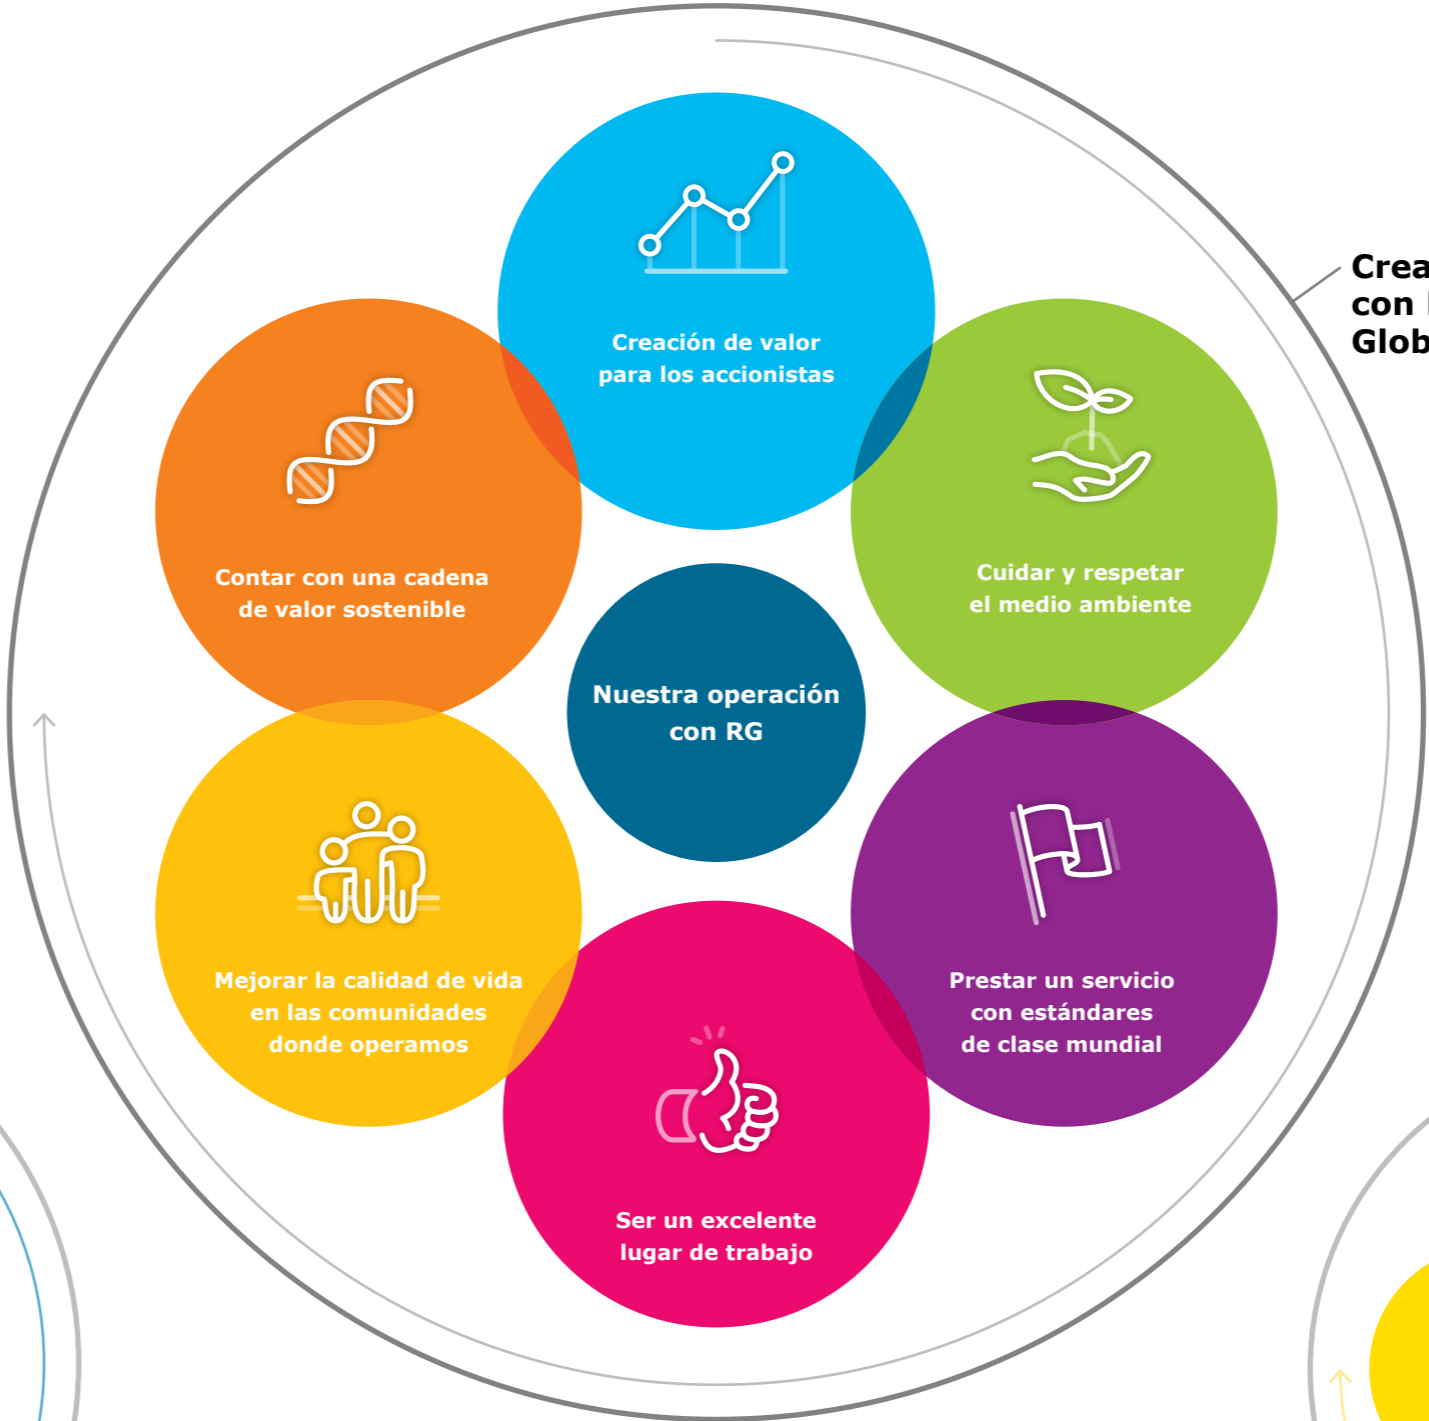 Creación de valor
para los accionistas
Cuidar y respetar
el medio ambiente
Prestar un servicio
con estándares
de clase mundial
Ser un excelente
lugar de trabajo
Mejorar la calidad de vida
en las comunidades
donde operamos
Contar con una cadena
de valor sostenible
Nuestra operación
con RG
con